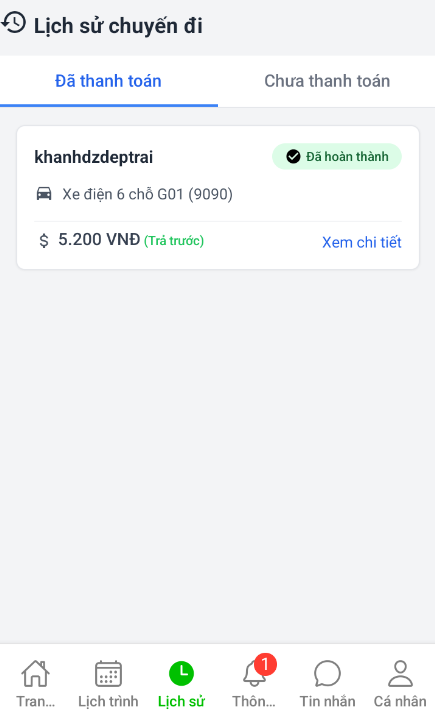 Lịch sử chuyến đi
Đã thanh toán
Chưa thanh toán
khanhdzdeptrai
Đã hoàn thành
Xe điện 6 chỗ G01 (9090)
$ 5.200 VNĐ (Trả trước)
Xem chi tiết
1
Tran...
Lịch trình
Lịch sử
Thôn...
Tin nhắn
Cá nhân